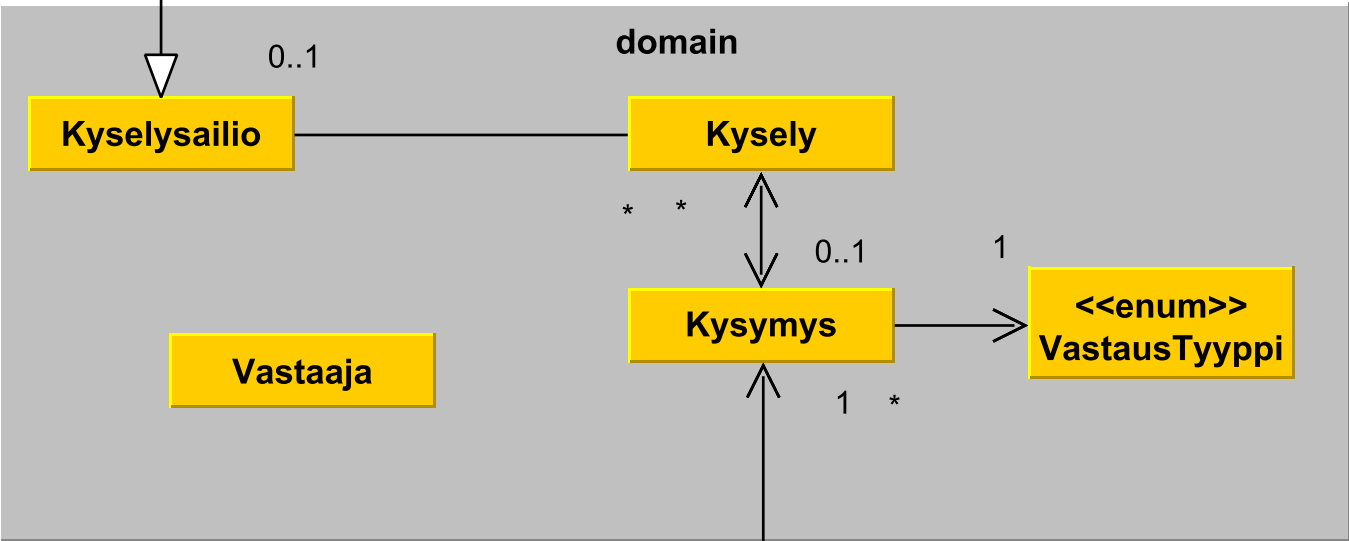 domain
0..1
Kyselysailio
Kysely
* *
0..1
1
<<enum>>
VastausTyyppi
Kysymys
Vastaaja
1 *